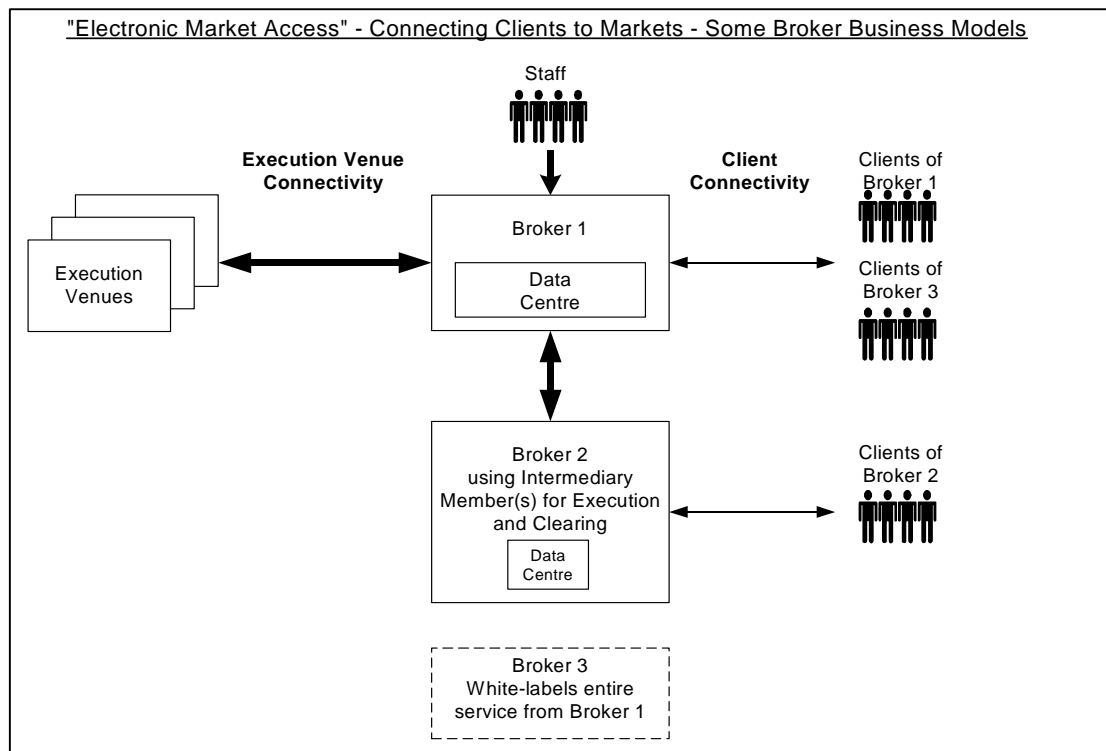 "Electronic Market Access" - Connecting Clients to Markets - Some Broker Business Models
Staff
Execution Venue
Connectivity
Client
Connectivity
Clients of
Broker 1
Broker 1
Data
Centre
Execution
Venues
Clients of
Broker 3
Broker 2
using Intermediary
Member(s) for Execution
and Clearing
Data
Centre
Clients of
Broker 2
Broker 3
White-labels entire
service from Broker 1